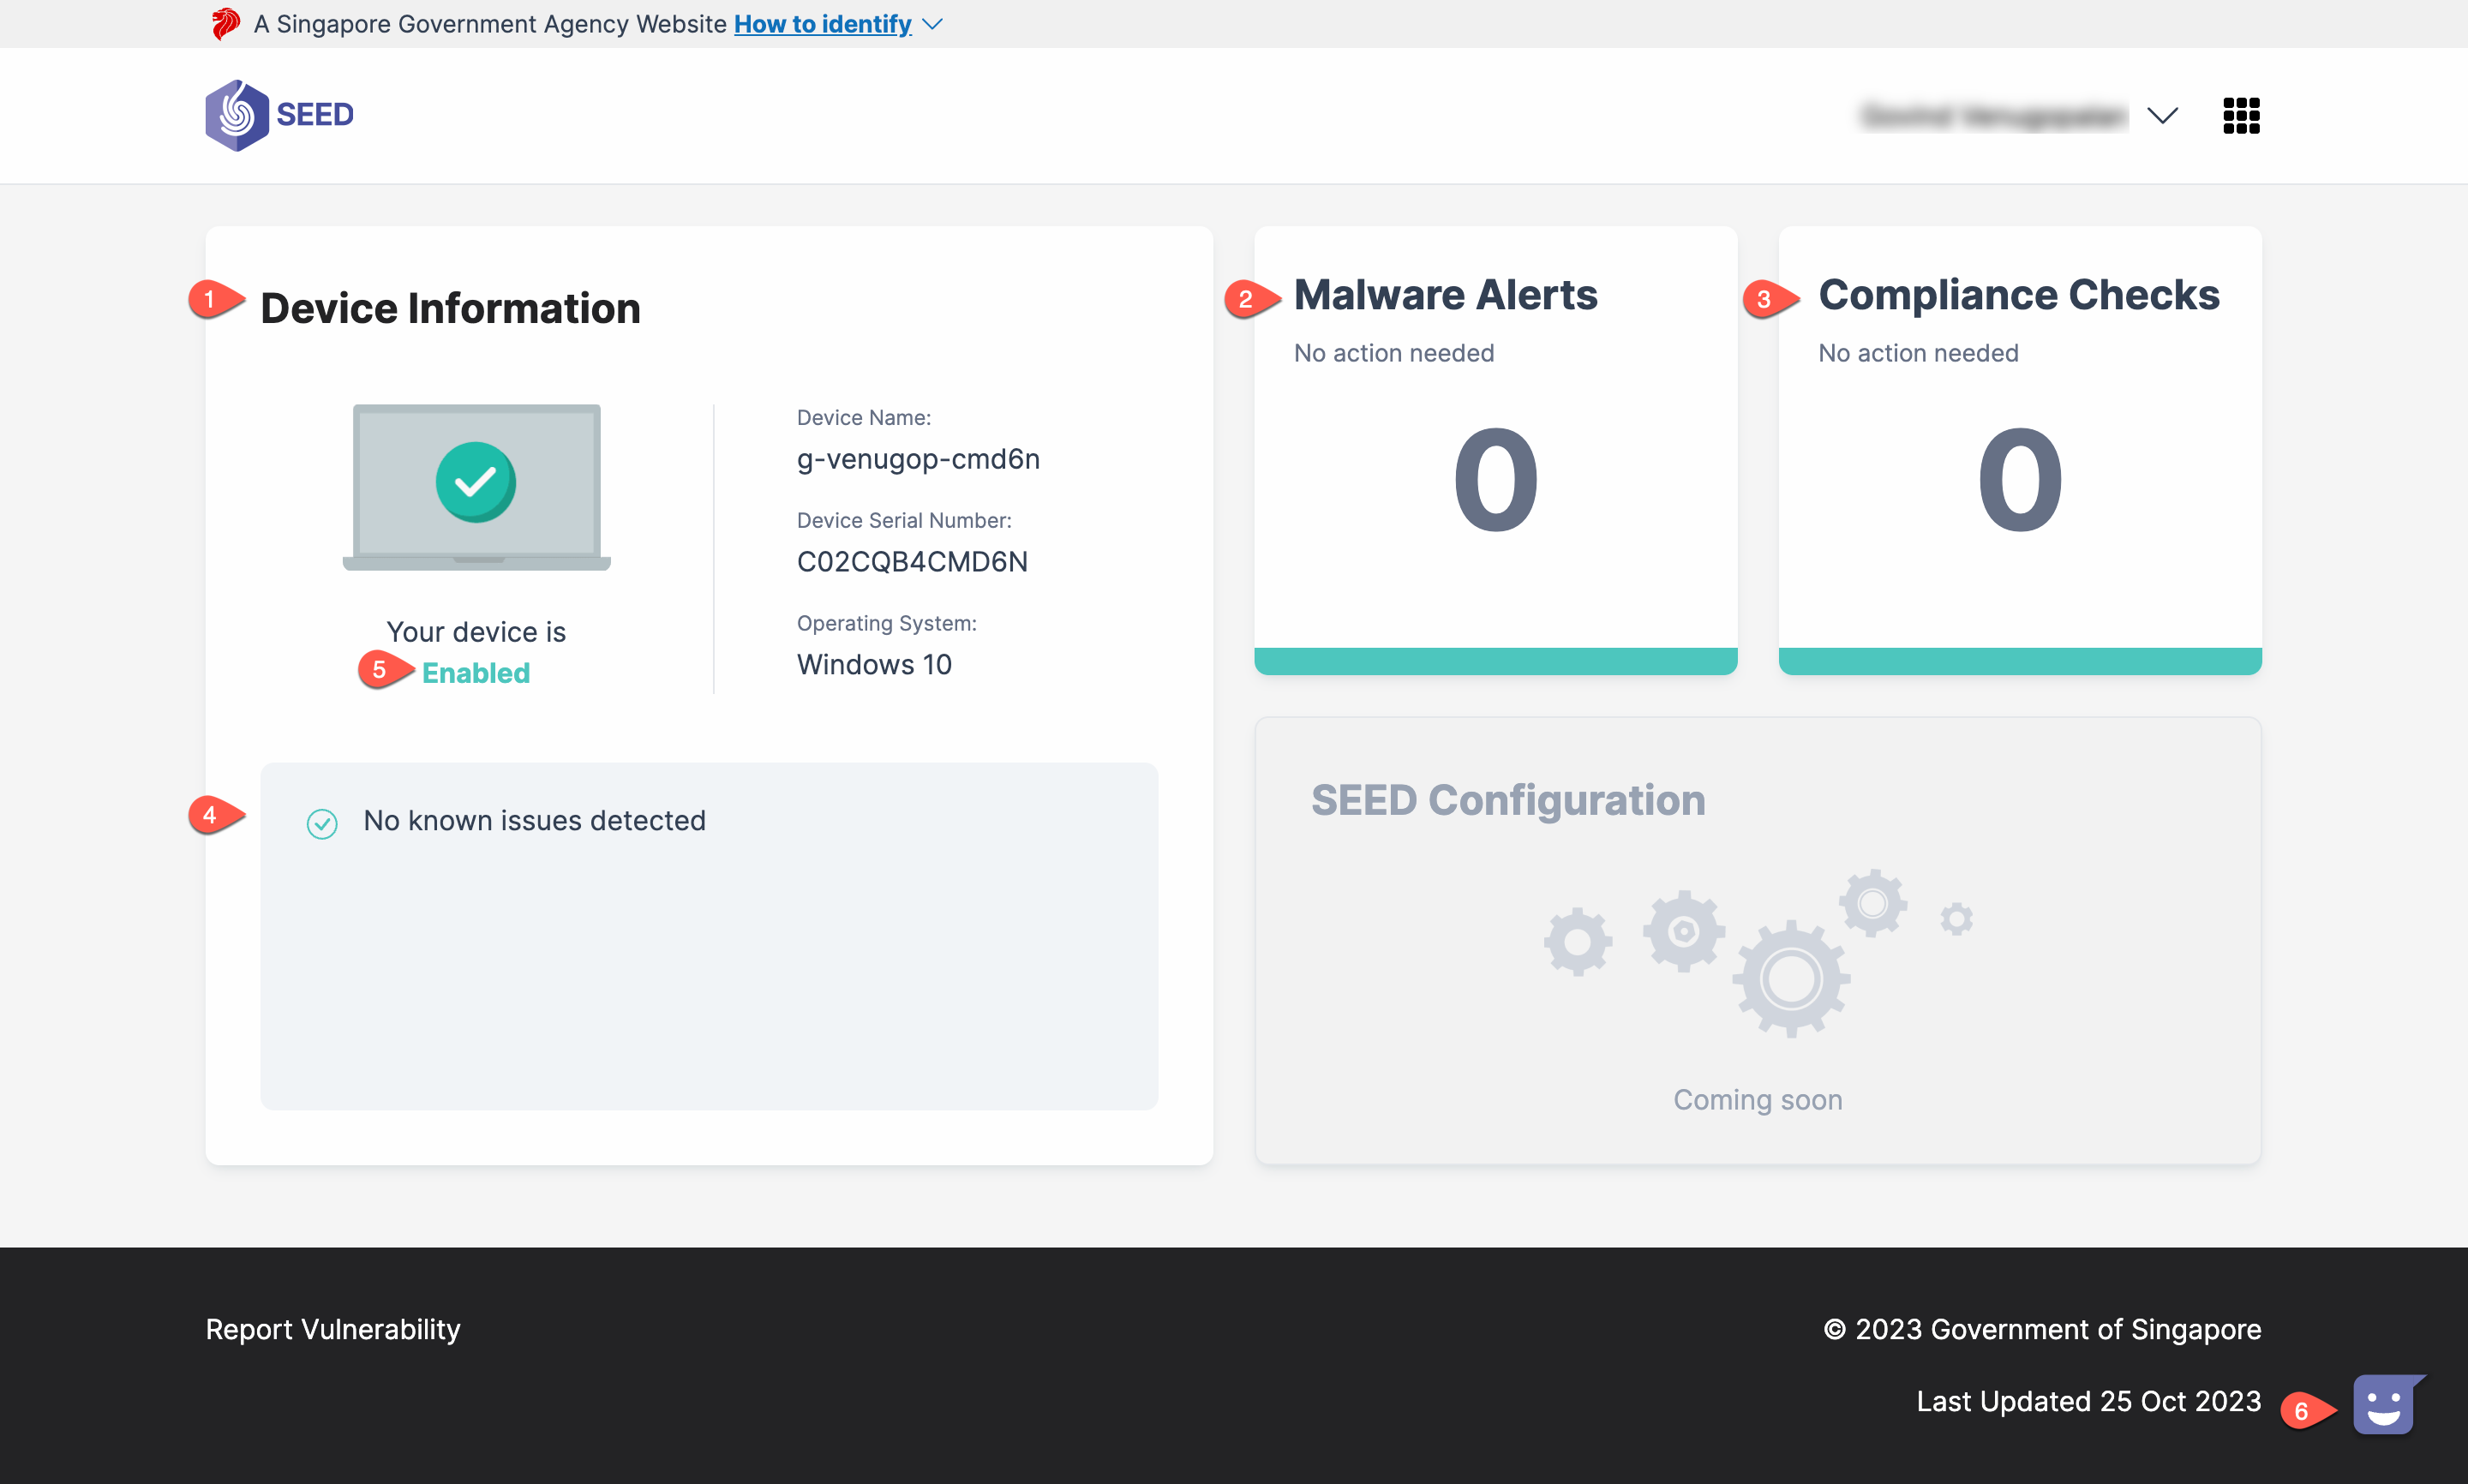 A Singapore Government Agency Website How to identify
SEED
1 Device Information
Your device is
5 Enabled
Device Name:
g-venugop-cmd6n
Device Serial Number:
C02CQB4CMD6N
Operating System:
Windows 10
4 No known issues detected
2 Malware Alerts
No action needed
0
3 Compliance Checks
No action needed
0
SEED Configuration
Coming soon
Report Vulnerability
© 2023 Government of Singapore
Last Updated 25 Oct 2023
6